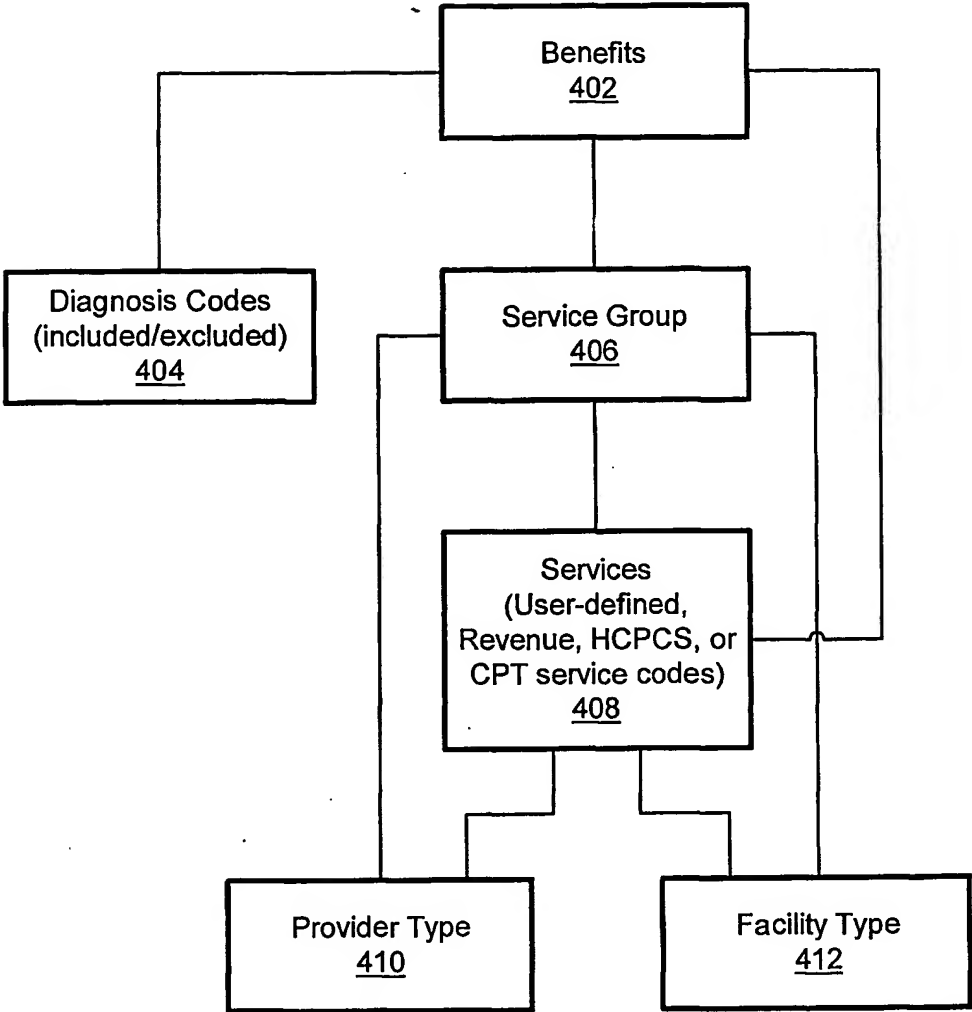 Benefits
402
Diagnosis Codes
(included/excluded)
404
Service Group
406
Services
(User-defined,
Revenue, HCPCS, or
CPT service codes)
408
Provider Type
410
Facility Type
412